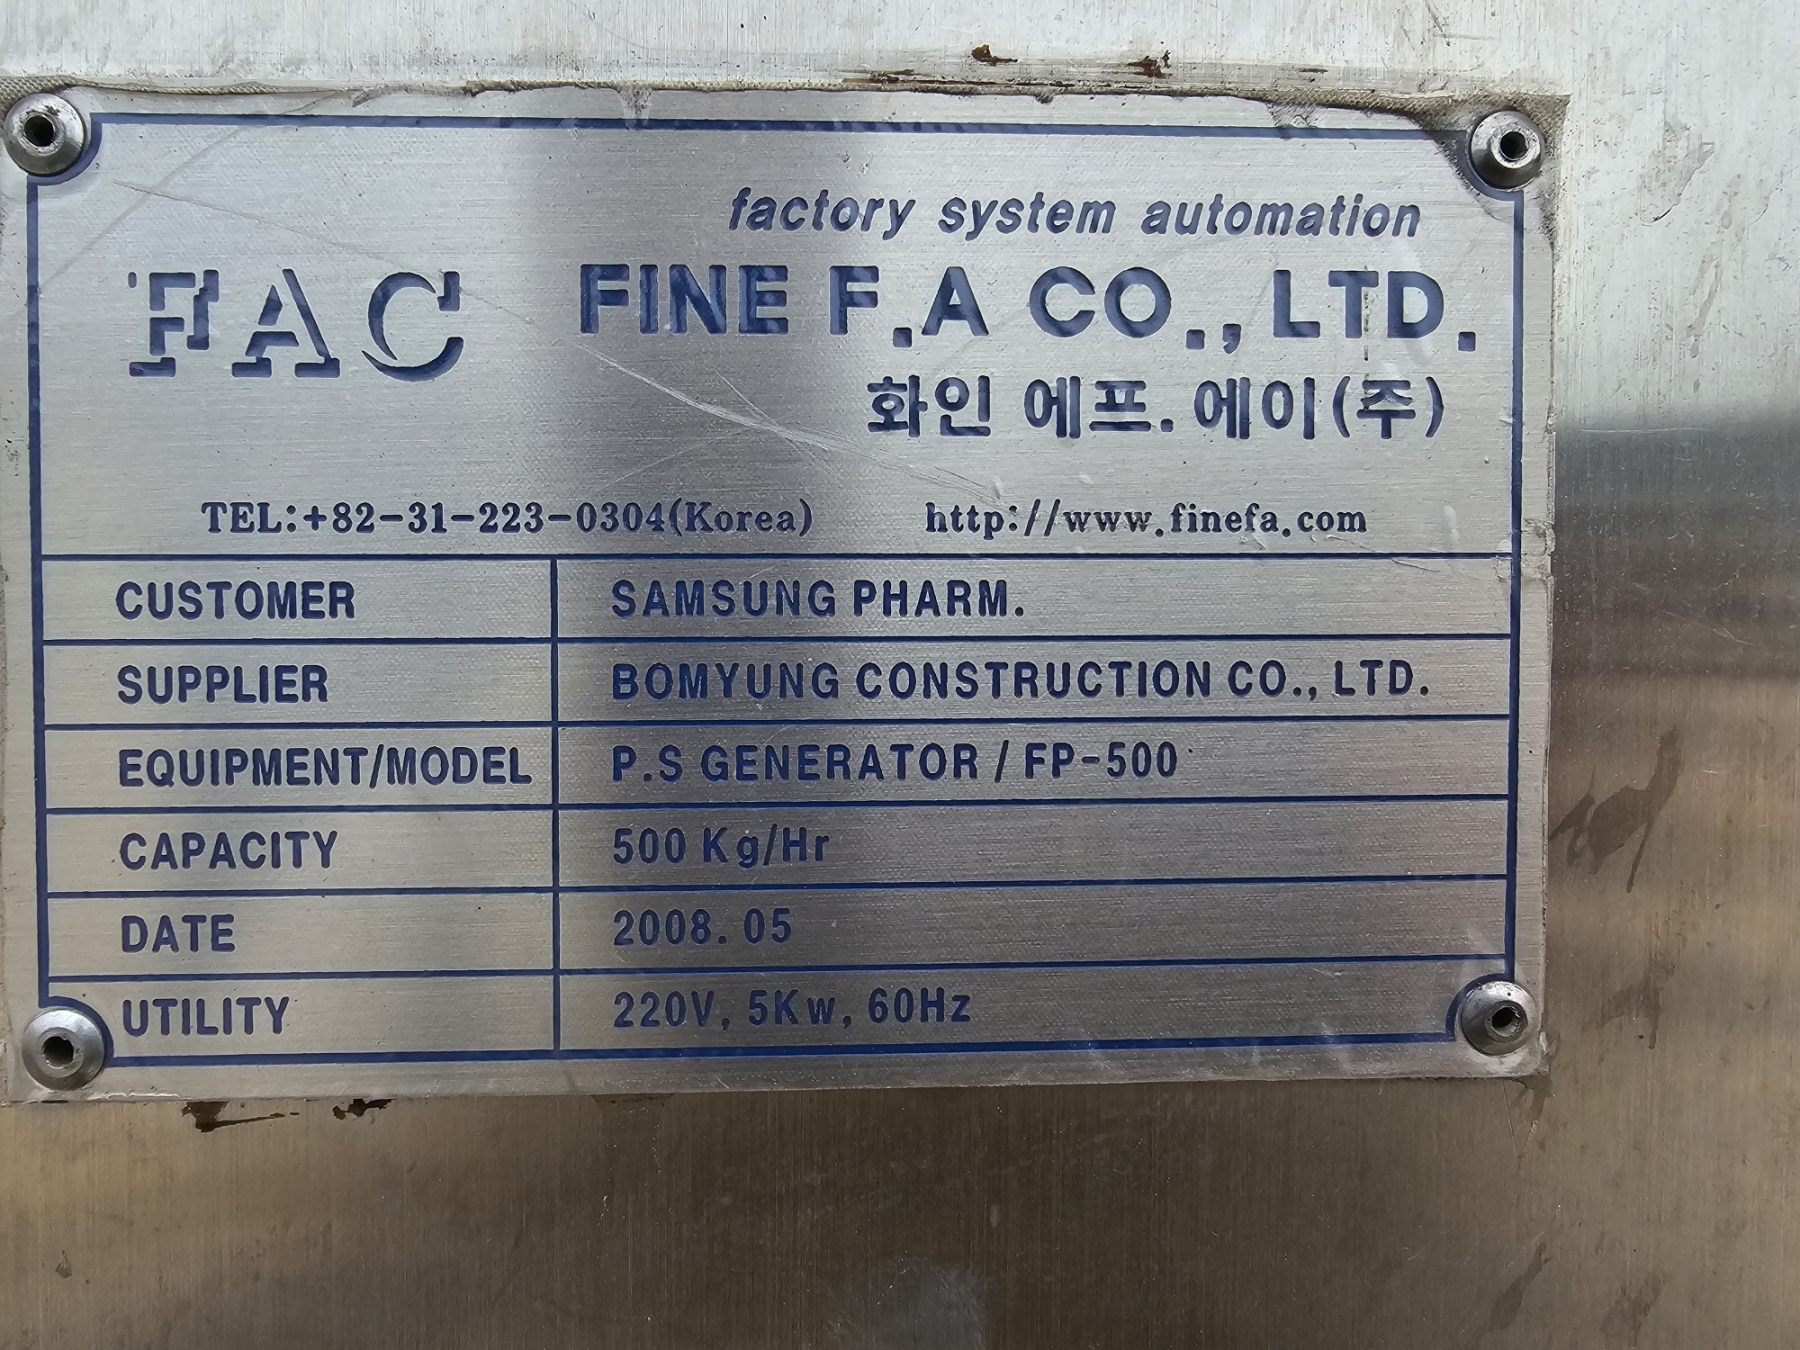 factory system automation
FAC FINE F.A CO., LTD.
화인 에프.에이(주)
TEL:+82-31-223-0304(Korea) http://www.finefa.com
CUSTOMER SAMSUNG PHARM.
SUPPLIER BOMYUNG CONSTRUCTION CO., LTD.
EQUIPMENT/MODEL P.S GENERATOR / FP-500
CAPACITY 500 Kg/Hr
DATE 2008. 05
UTILITY 220V, 5Kw, 60Hz